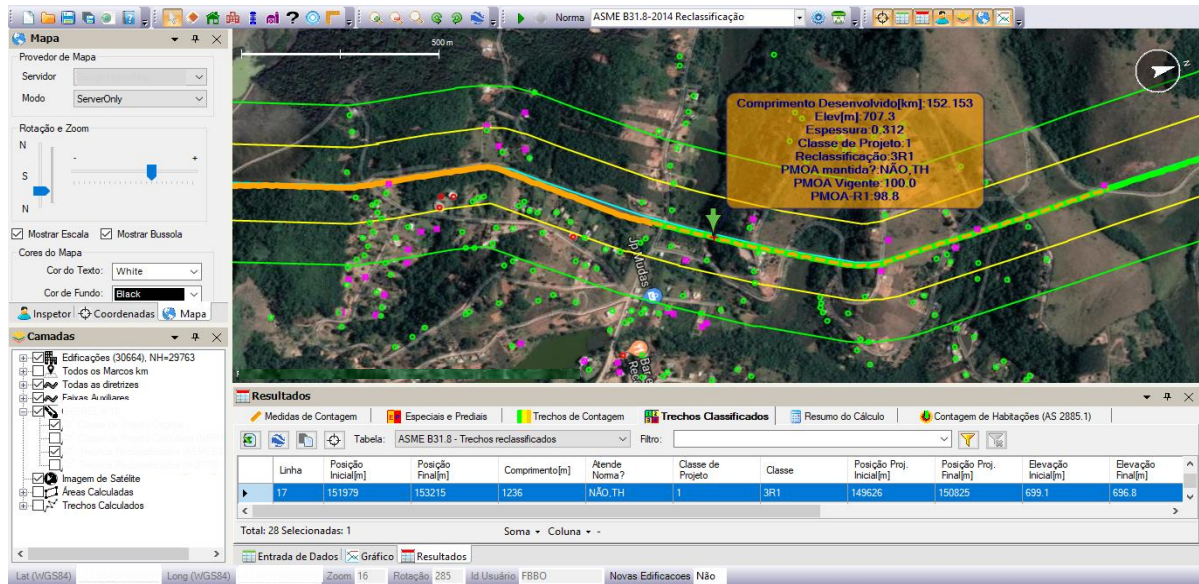 Norma ASME B31.8-2014 Reclassificação
Mapa
Provedor de Mapa
Servidor
Modo ServerOnly
Rotação e Zoom
N
- +
S
N
Mostrar Escala Mostrar Bussola
Cores do Mapa
Cor do Texto: White
Cor de Fundo: Black
Inspetor Coordenadas Mapa
Camadas
Edificações (30664), NH=29763
Todos os Marcos km
Todas as diretrizes
Faixas Auxiliares
Imagem de Satélite
Áreas Calculadas
Trechos Calculados
500 m
Z
Comprimento Desenvolvido[km]:152.153
Elev[m]:707.3
Espessura:0.312
Classe de Projeto:1
Reclassificação:3R1
PMOA mantida?:NÃO,TH
PMOA Vigente:100.0
PMOA-R1:98.8
Jp Mudas
Resultados
Medidas de Contagem Especiais e Prediais Trechos de Contagem Trechos Classificados Resumo do Cálculo Contagem de Habitações (AS 2885.1)
Tabela: ASME B31.8 - Trechos reclassificados Filtro:
Linha Posição Inicial[m] Posição Final[m] Comprimento[m] Atende Norma? Classe de Projeto Classe Posição Proj. Inicial[m] Posição Proj. Final[m] Elevação Inicial[m] Elevação Final[m]
17 151979 153215 1236 NÃO,TH 1 3R1 149626 150825 699.1 696.8
Total: 28 Selecionadas: 1 Soma Coluna -
Entrada de Dados Gráfico Resultados
Lat (WGS84) Long (WGS84) Zoom 16 Rotação 285 Id Usuário FBBO Novas Edificacoes Não